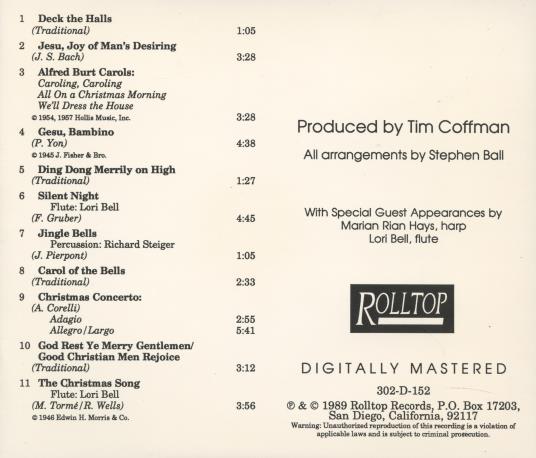 1 Deck the Halls
(Traditional) 1:05
2 Jesu, Joy of Man's Desiring
(J. S. Bach) 3:28
3 Alfred Burt Carols:
Caroling, Caroling
All On a Christmas Morning
We'll Dress the House
© 1954, 1957 Hollis Music, Inc. 3:28
4 Gesu, Bambino
(P. Yon) 4:38
© 1945 J. Fisher & Bro.
5 Ding Dong Merrily on High
(Traditional) 1:27
6 Silent Night
Flute: Lori Bell
(F. Gruber) 4:45
7 Jingle Bells
Percussion: Richard Steiger
(J. Pierpont) 1:05
8 Carol of the Bells
(Traditional) 2:33
9 Christmas Concerto:
(A. Corelli)
Adagio 2:55
Allegro/Largo 5:41
10 God Rest Ye Merry Gentlemen/
Good Christian Men Rejoice
(Traditional) 3:12
11 The Christmas Song
Flute: Lori Bell
(M. Tormé/R. Wells) 3:56
© 1946 Edwin H. Morris & Co.
Produced by Tim Coffman
All arrangements by Stephen Ball
With Special Guest Appearances by
Marian Rian Hays, harp
Lori Bell, flute
ROLLTOP
DIGITALLY MASTERED
302-D-152
℗ & © 1989 Rolltop Records, P.O. Box 17203,
San Diego, California, 92117
Warning: Unauthorized reproduction of this recording is a violation of
applicable laws and is subject to criminal prosecution.